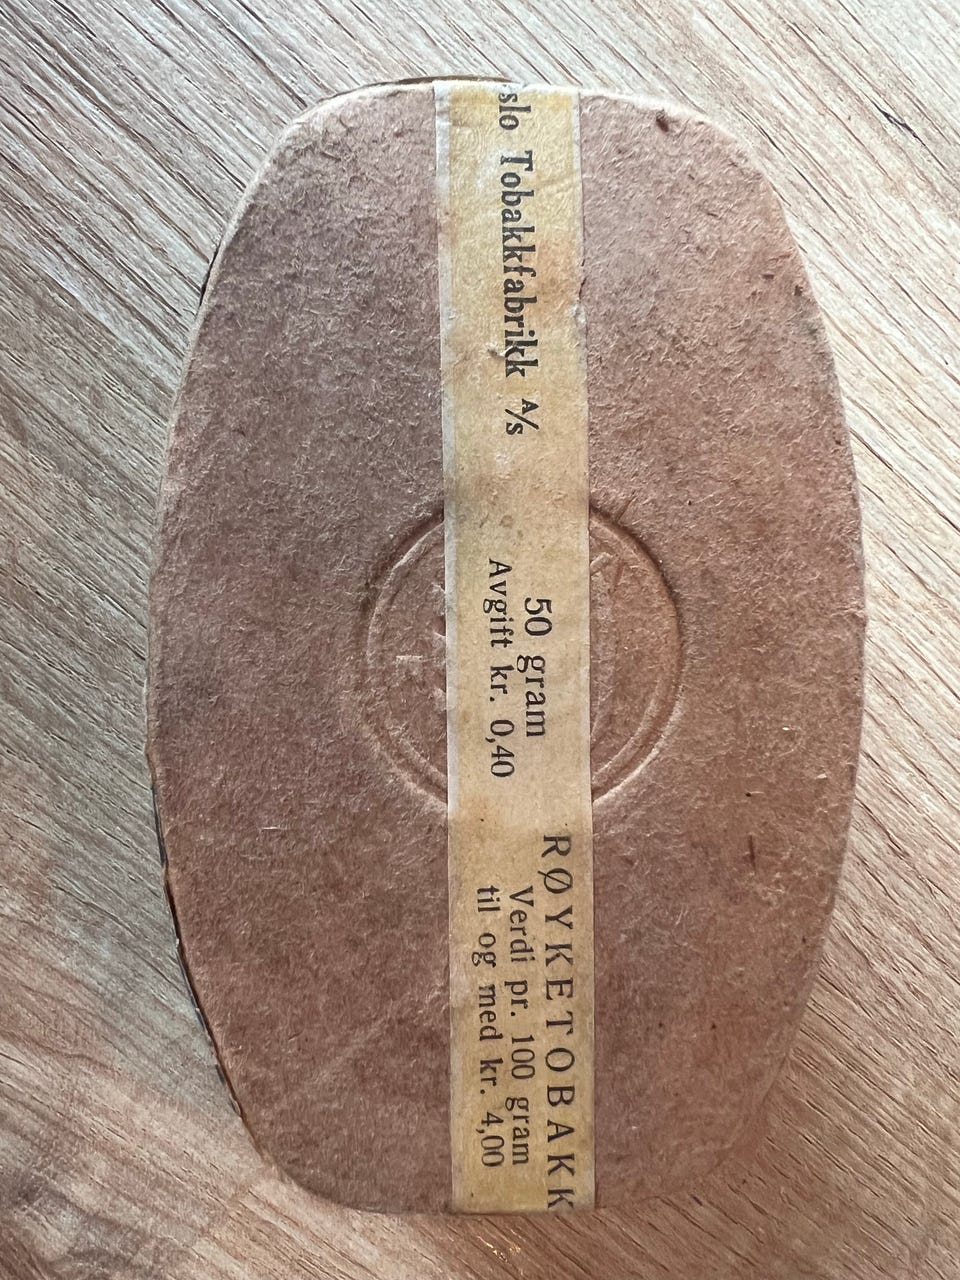 slo Tobakkfabrikk A/s
50 gram
Avgift kr. 0,40
RØYKETOBAKK
Verdi pr. 100 gram
til og med kr. 4,00